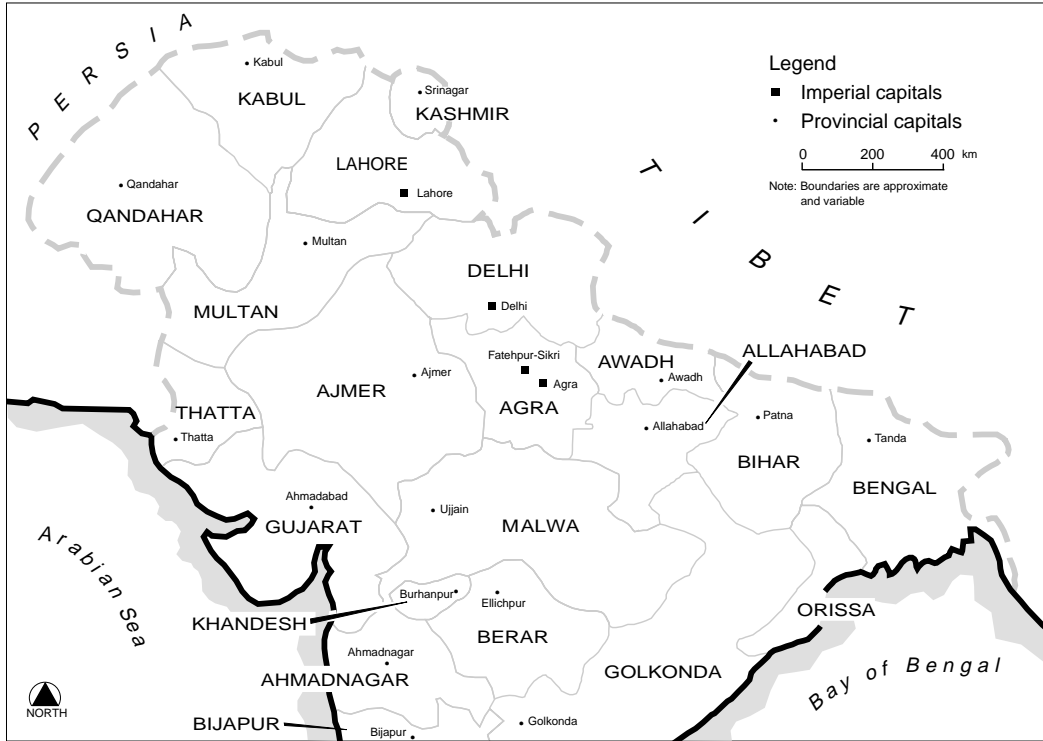 PERSIA
Kabul
KABUL
Srinagar
KASHMIR
Legend
Imperial capitals
Provincial capitals
0 200 400 km
Note: Boundaries are approximate
and variable
LAHORE
Lahore
Qandahar
QANDAHAR
Multan
TIBET
DELHI
Delhi
MULTAN
Fatehpur-Sikri
Agra
AGRA
AWADH
Awadh
ALLAHABAD
Allahabad
AJMER
Ajmer
THATTA
Thatta
Patna
BIHAR
Tanda
BENGAL
Ahmadabad
GUJARAT
Ujjain
MALWA
Arabian Sea
Burhanpur
Ellichpur
KHANDESH
BERAR
ORISSA
Ahmadnagar
AHMADNAGAR
GOLKONDA
Bay of Bengal
NORTH
BIJAPUR
Bijapur
Golkonda